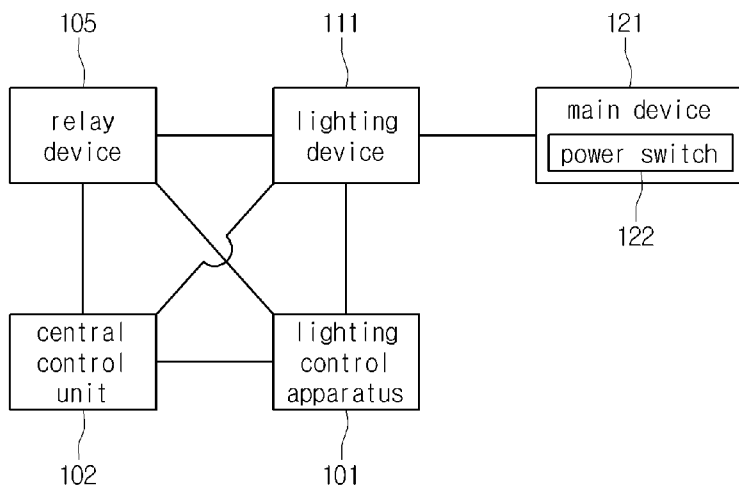 105
111
121
relay
device
lighting
device
main device
power switch
122
central
control
unit
lighting
control
apparatus
102
101